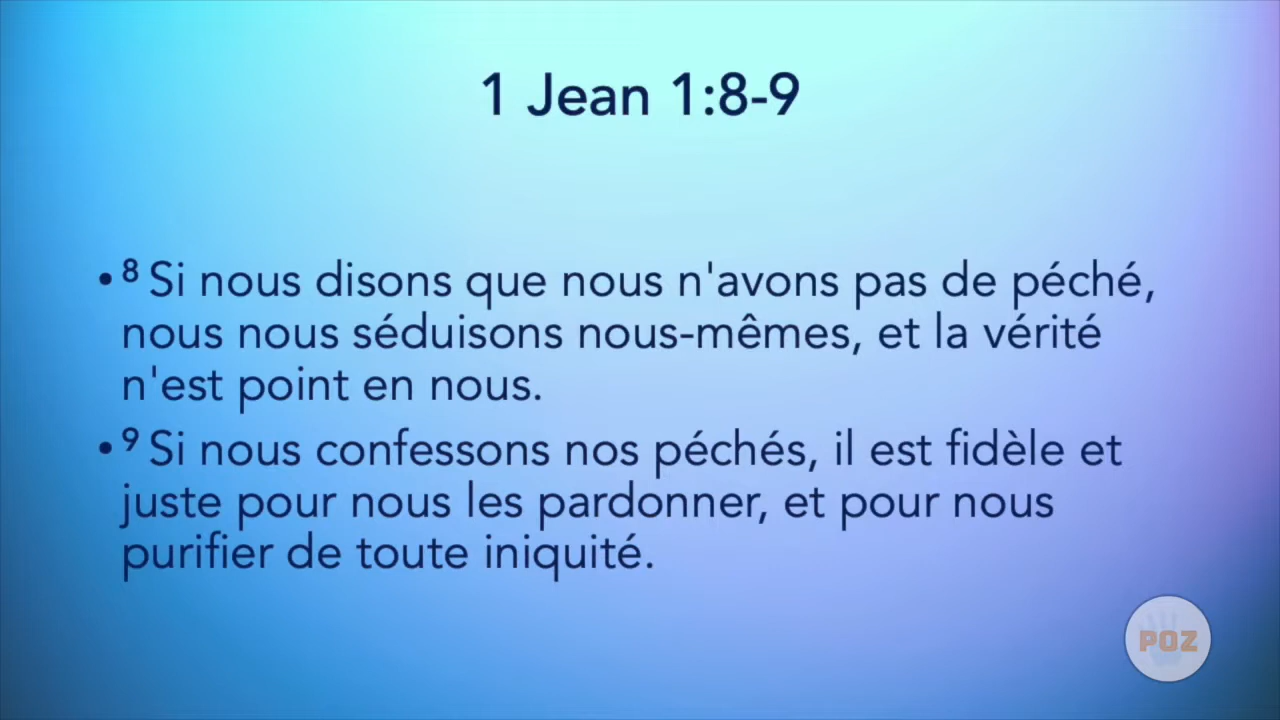 1 Jean 1:8-9
• ⁸ Si nous disons que nous n'avons pas de péché,
nous nous séduisons nous-mêmes, et la vérité
n'est point en nous.
• ⁹ Si nous confessons nos péchés, il est fidèle et
juste pour nous les pardonner, et pour nous
purifier de toute iniquité.
POZ